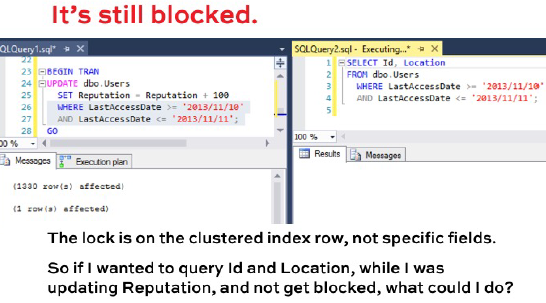 It's still blocked.
QLQuery1.sql*
SQLQuery2.sql - Executing...*
22
23 BEGIN TRAN
24 UPDATE dbo.Users
25 SET Reputation = Reputation + 100
26 WHERE LastAccessDate >= '2013/11/10'
27 AND LastAccessDate <= '2013/11/11';
28 GO
00 %
Messages Execution plan
(1330 row(s) affected)
(1 row(s) affected)
1 SELECT Id, Location
2 FROM dbo.Users
3 WHERE LastAccessDate >= '2013/11/10'
4 AND LastAccessDate <= '2013/11/11';
5
100 %
Results Messages
The lock is on the clustered index row, not specific fields.
So if I wanted to query Id and Location, while I was
updating Reputation, and not get blocked, what could I do?